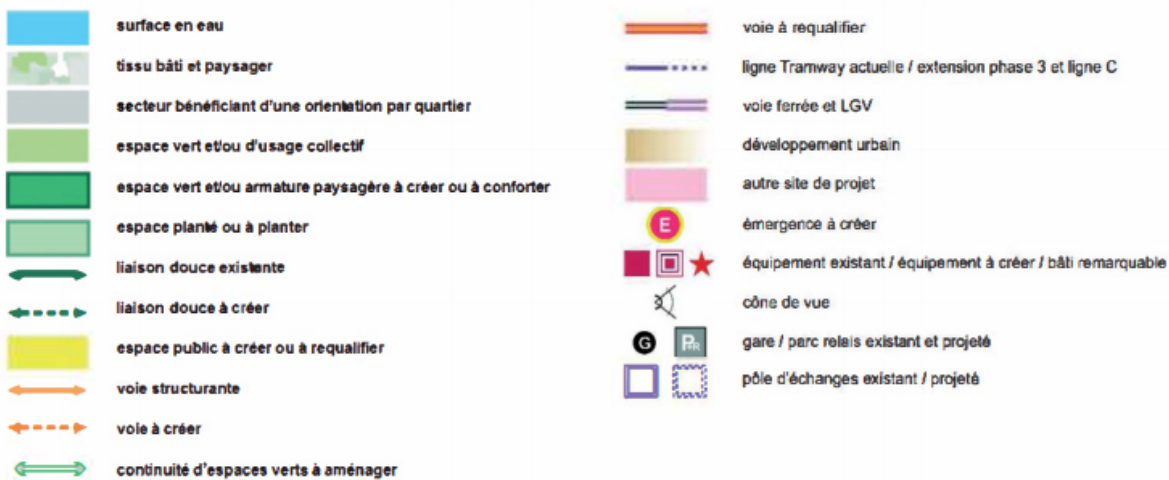 surface en eau
tissu bâti et paysager
secteur bénéficiant d'une orientation par quartier
espace vert et/ou d'usage collectif
espace vert et/ou armature paysagère à créer ou à conforter
espace planté ou à planter
liaison douce existante
liaison douce à créer
espace public à créer ou à requalifier
voie structurante
voie à créer
continuité d'espaces verts à aménager
voie à requalifier
ligne Tramway actuelle / extension phase 3 et ligne C
voie ferrée et LGV
développement urbain
autre site de projet
E émergence à créer
équipement existant / équipement à créer / bâti remarquable
cône de vue
G P+R gare / parc relais existant et projeté
pôle d'échanges existant / projeté